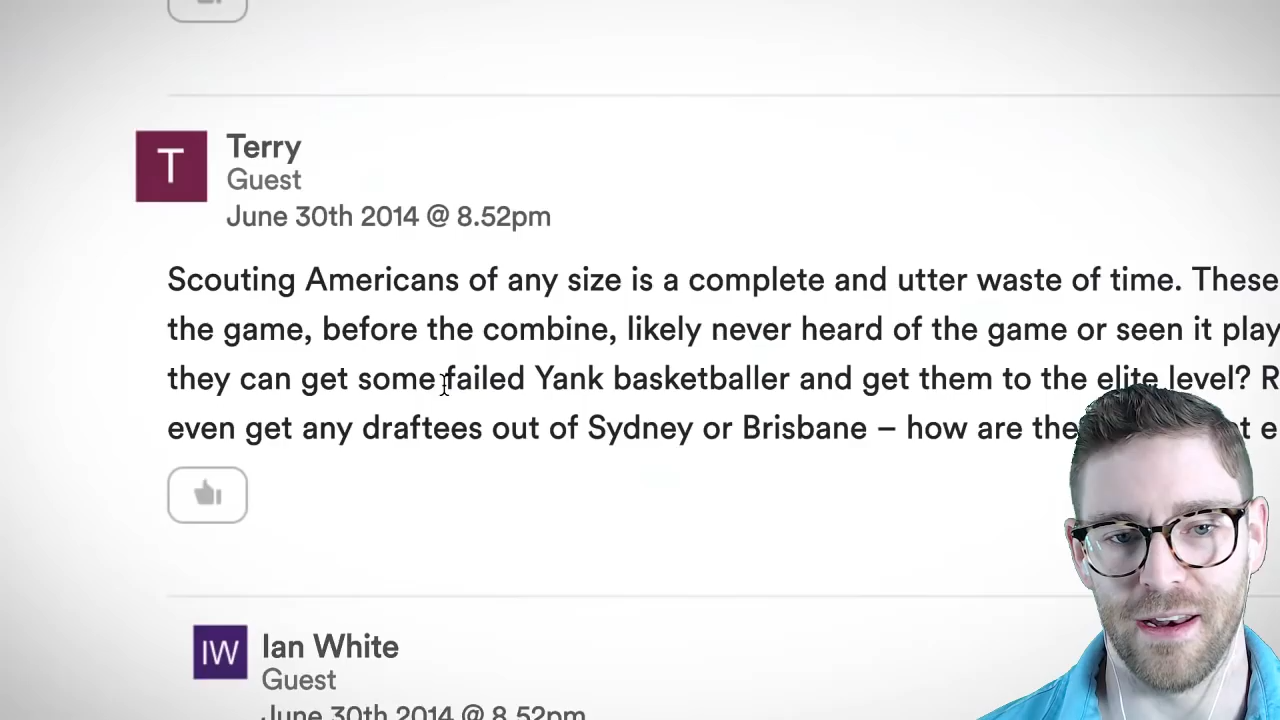 T
Terry
Guest
June 30th 2014 @ 8.52pm
Scouting Americans of any size is a complete and utter waste of time. These
the game, before the combine, likely never heard of the game or seen it play
they can get some failed Yank basketballer and get them to the elite level? R
even get any draftees out of Sydney or Brisbane – how are the
IW
Ian White
Guest
June 30th 2014 @ 8.52pm